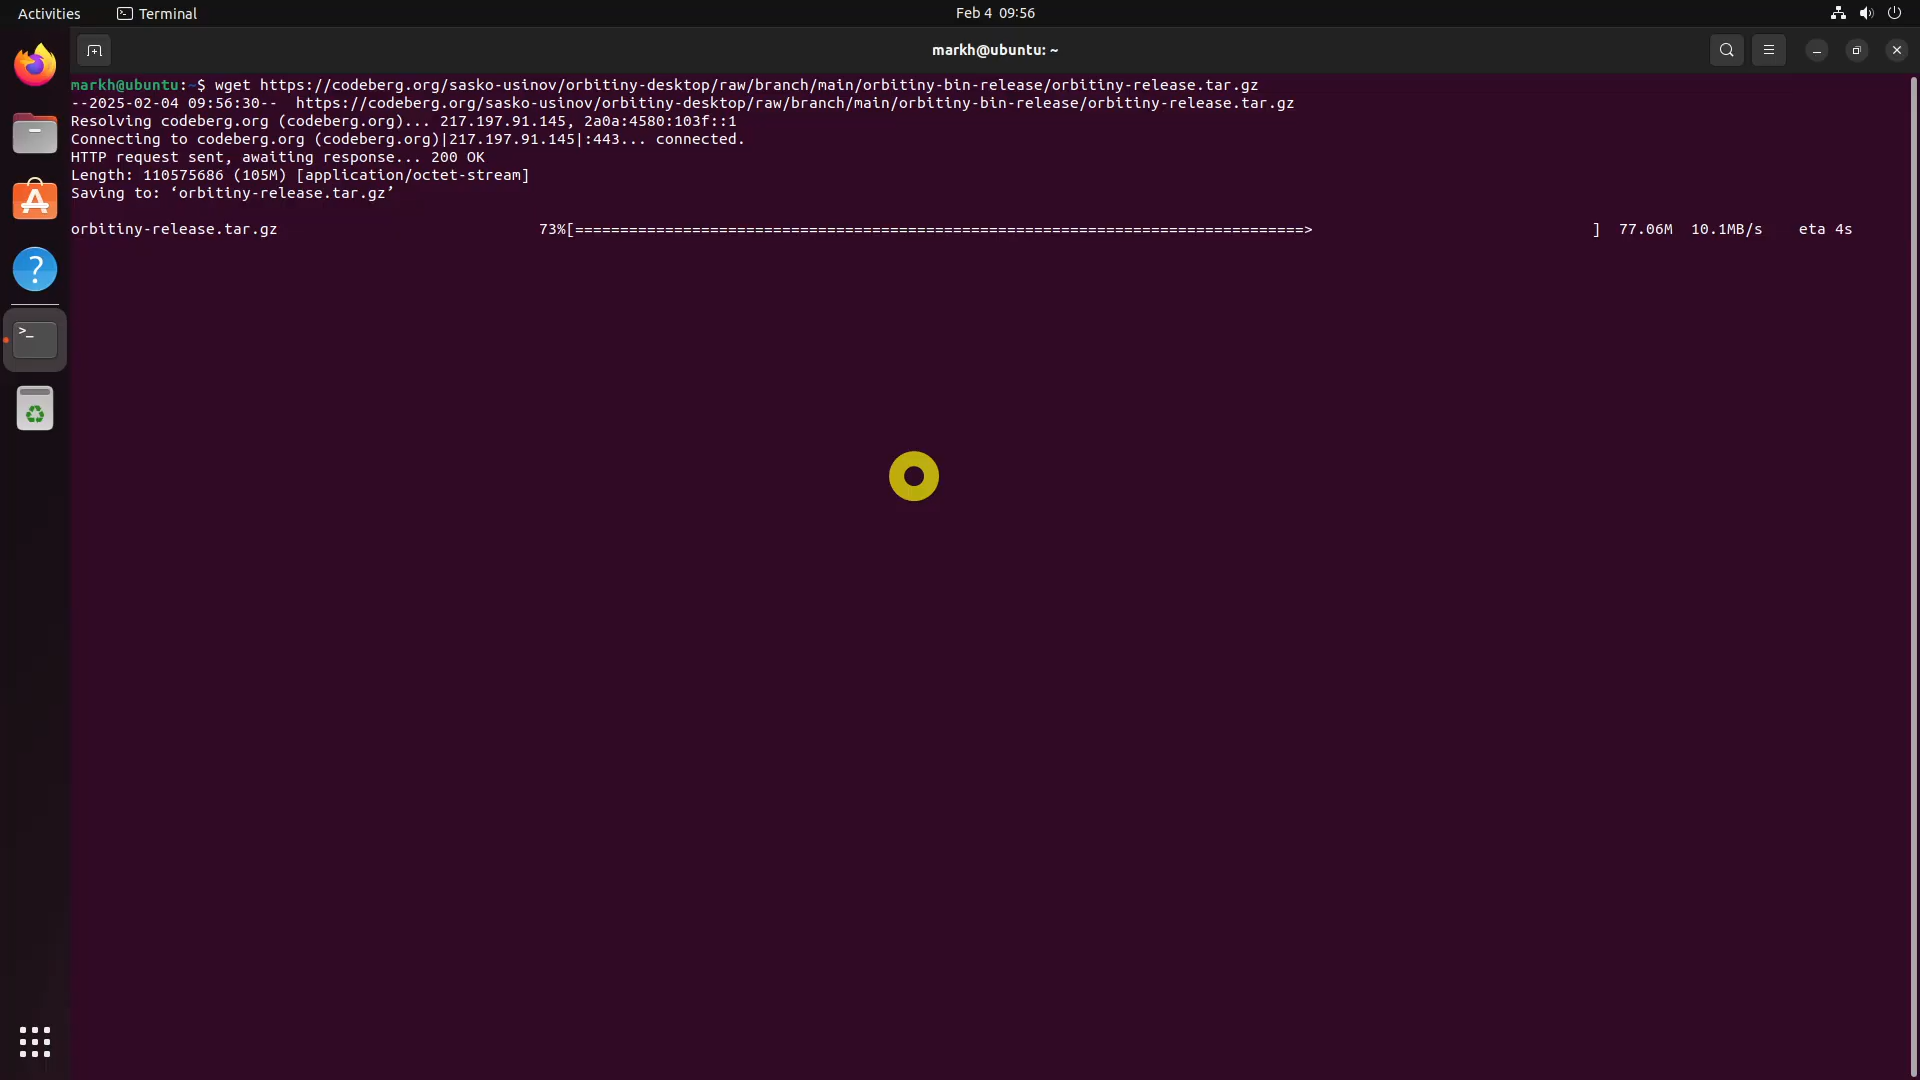 Activities Terminal Feb 4 09:56
markh@ubuntu: ~
markh@ubuntu:~$ wget https://codeberg.org/sasko-usinov/orbitiny-desktop/raw/branch/main/orbitiny-bin-release/orbitiny-release.tar.gz
--2025-02-04 09:56:30--  https://codeberg.org/sasko-usinov/orbitiny-desktop/raw/branch/main/orbitiny-bin-release/orbitiny-release.tar.gz
Resolving codeberg.org (codeberg.org)... 217.197.91.145, 2a0a:4580:103f::1
Connecting to codeberg.org (codeberg.org)|217.197.91.145|:443... connected.
HTTP request sent, awaiting response... 200 OK
Length: 110575686 (105M) [application/octet-stream]
Saving to: ‘orbitiny-release.tar.gz’
orbitiny-release.tar.gz 73%[=================================================================================> ] 77.06M 10.1MB/s eta 4s